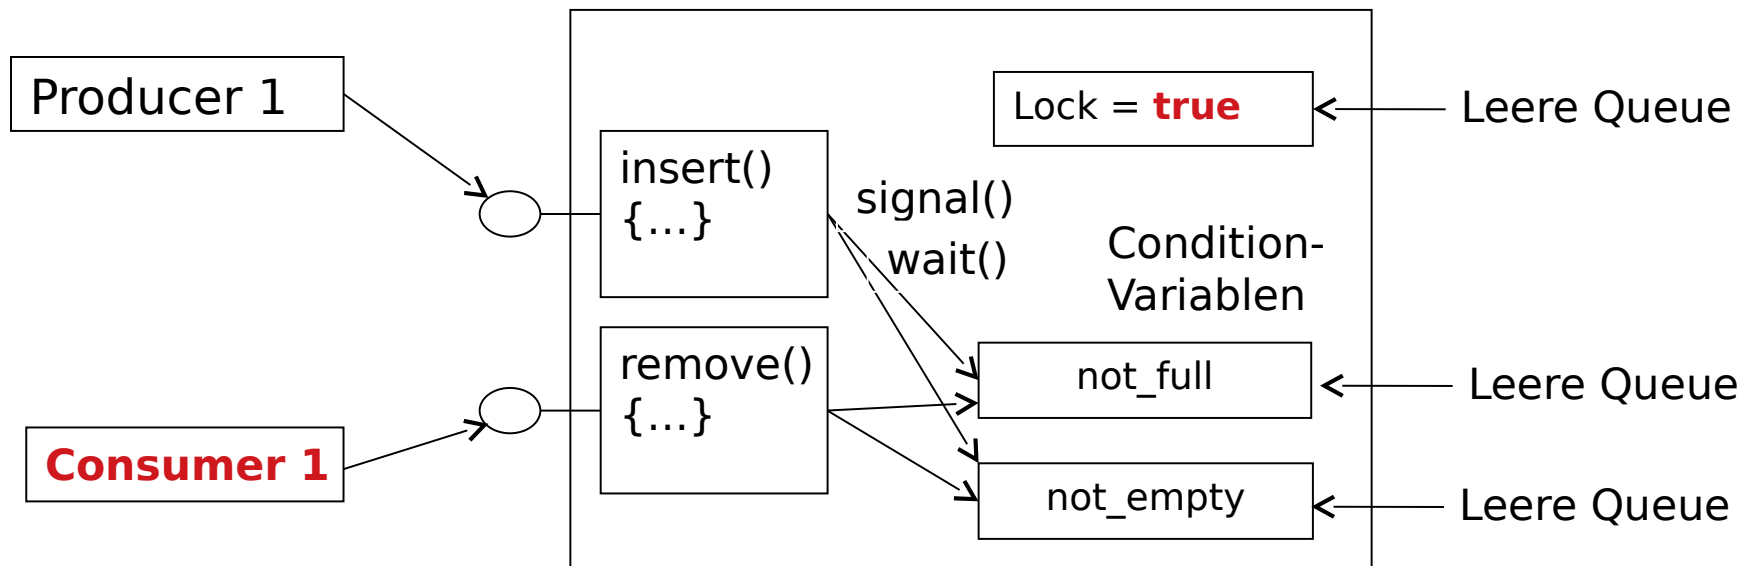 Producer 1
Lock = true
Leere Queue
insert()
{...}
signal()
wait()
Condition-
Variablen
remove()
{...}
not_full
Leere Queue
Consumer 1
not_empty
Leere Queue